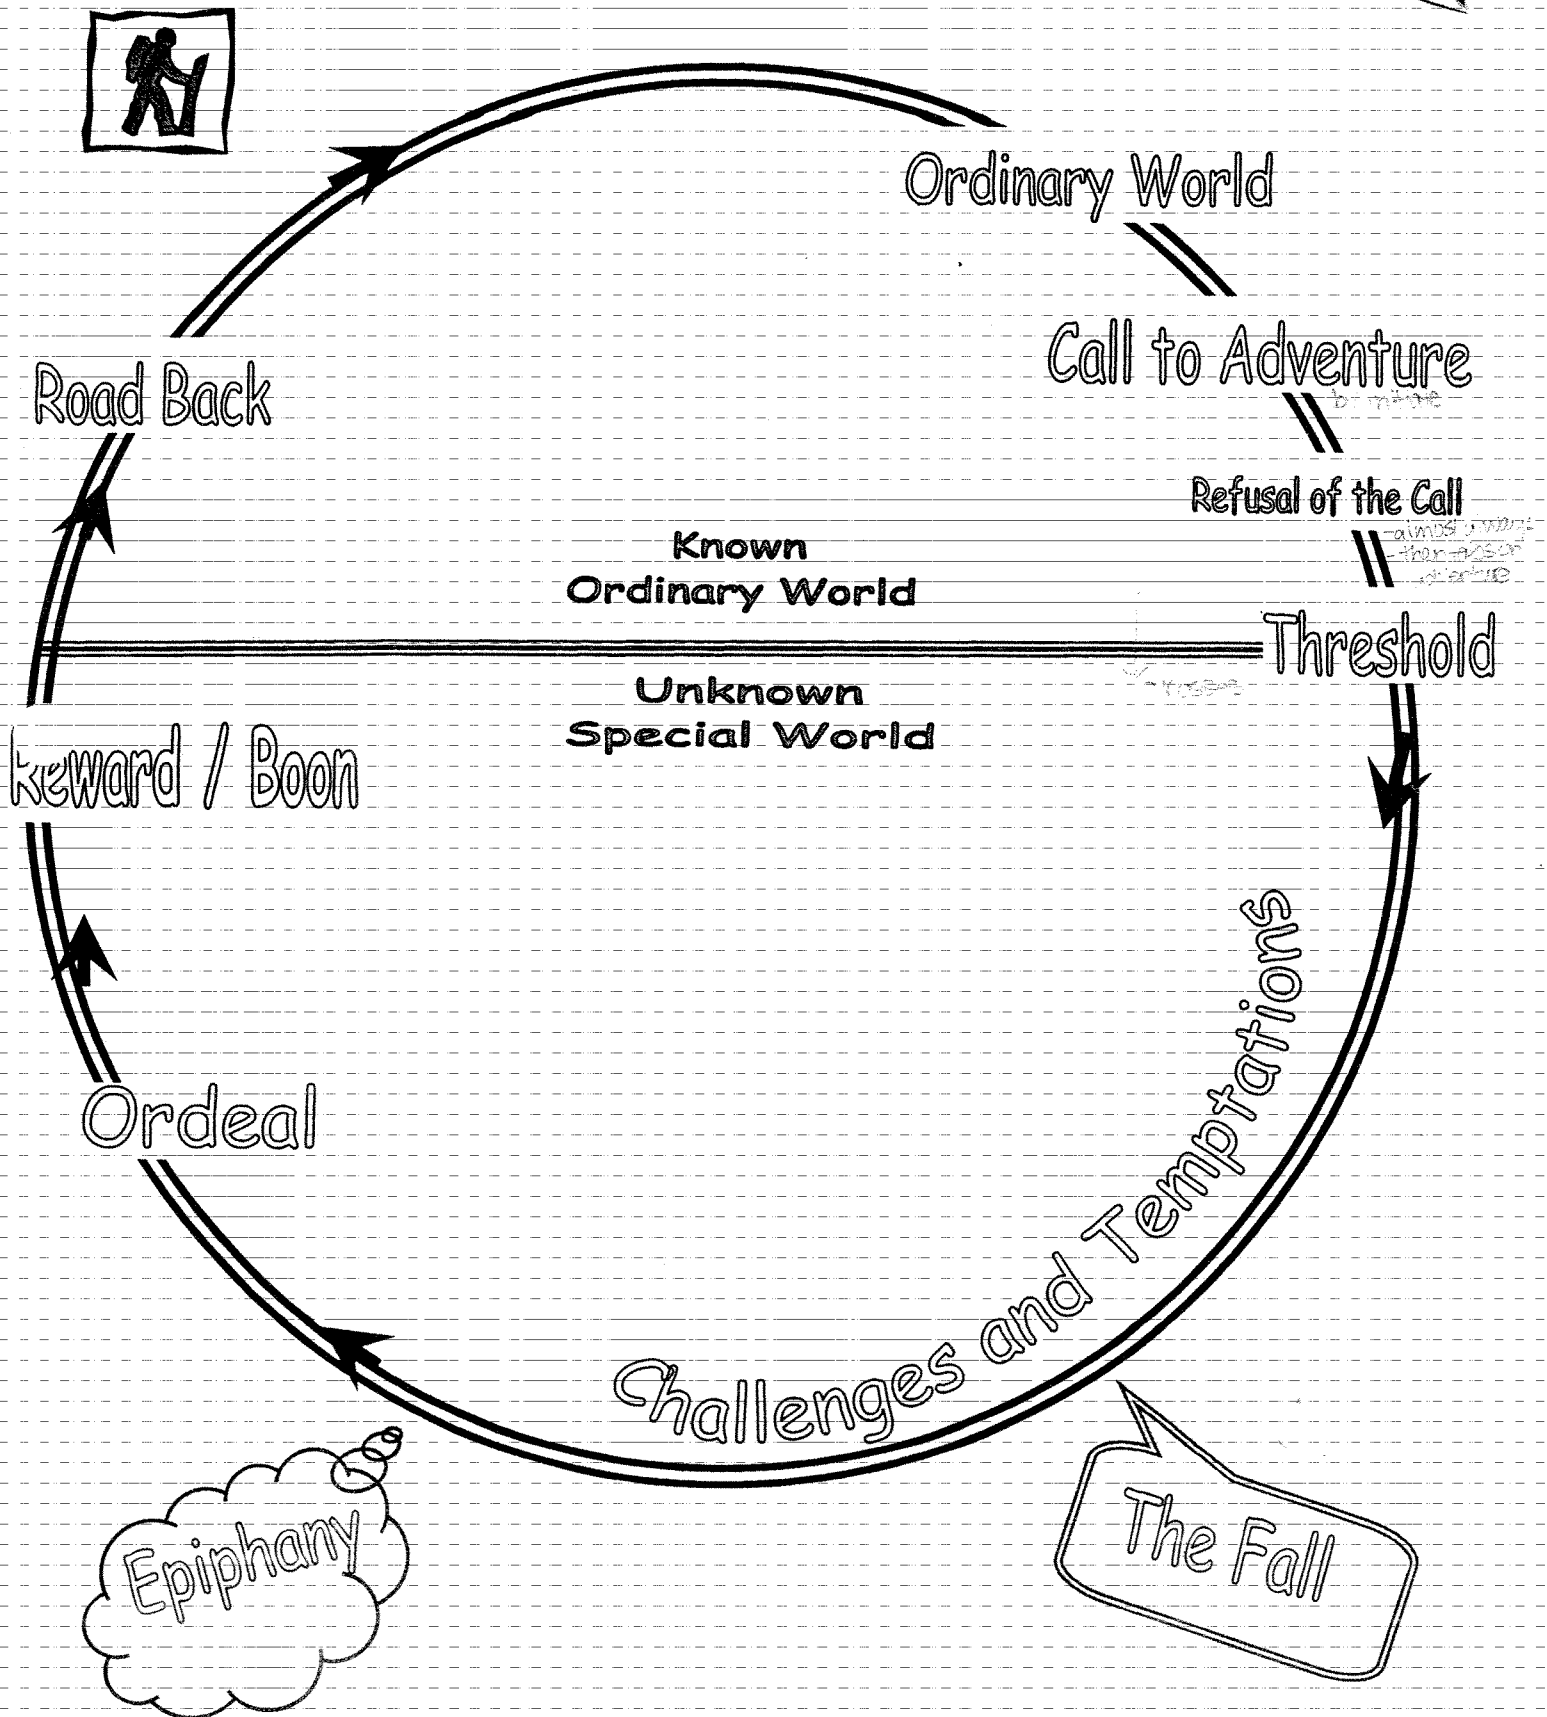 Ordinary World
Call to Adventure
Road Back
Refusal of the Call
Known
Ordinary World
Threshold
Unknown
Special World
Reward / Boon
Challenges and Temptations
Ordeal
Epiphany
The Fall